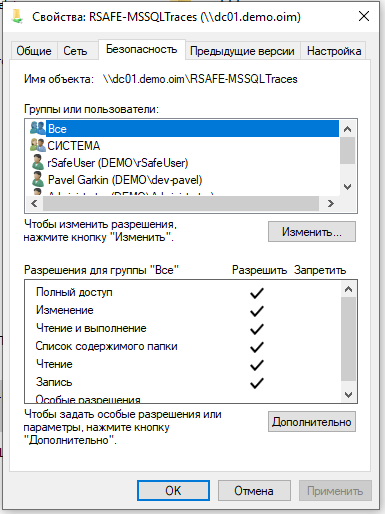 Свойства: RSAFE-MSSQLTraces (\\dc01.demo.oim)
Общие Сеть Безопасность Предыдущие версии Настройка
Имя объекта: \\dc01.demo.oim\RSAFE-MSSQLTraces
Группы или пользователи:
Все
СИСТЕМА
rSafeUser (DEMO\rSafeUser)
Pavel Garkin (DEMO\dev-pavel)
Чтобы изменить разрешения,
нажмите кнопку "Изменить".
Изменить...
Разрешения для группы "Все" Разрешить Запретить
Полный доступ
Изменение
Чтение и выполнение
Список содержимого папки
Чтение
Запись
Особые разрешения
Чтобы задать особые разрешения или
параметры, нажмите кнопку
"Дополнительно".
Дополнительно
OK Отмена Применить